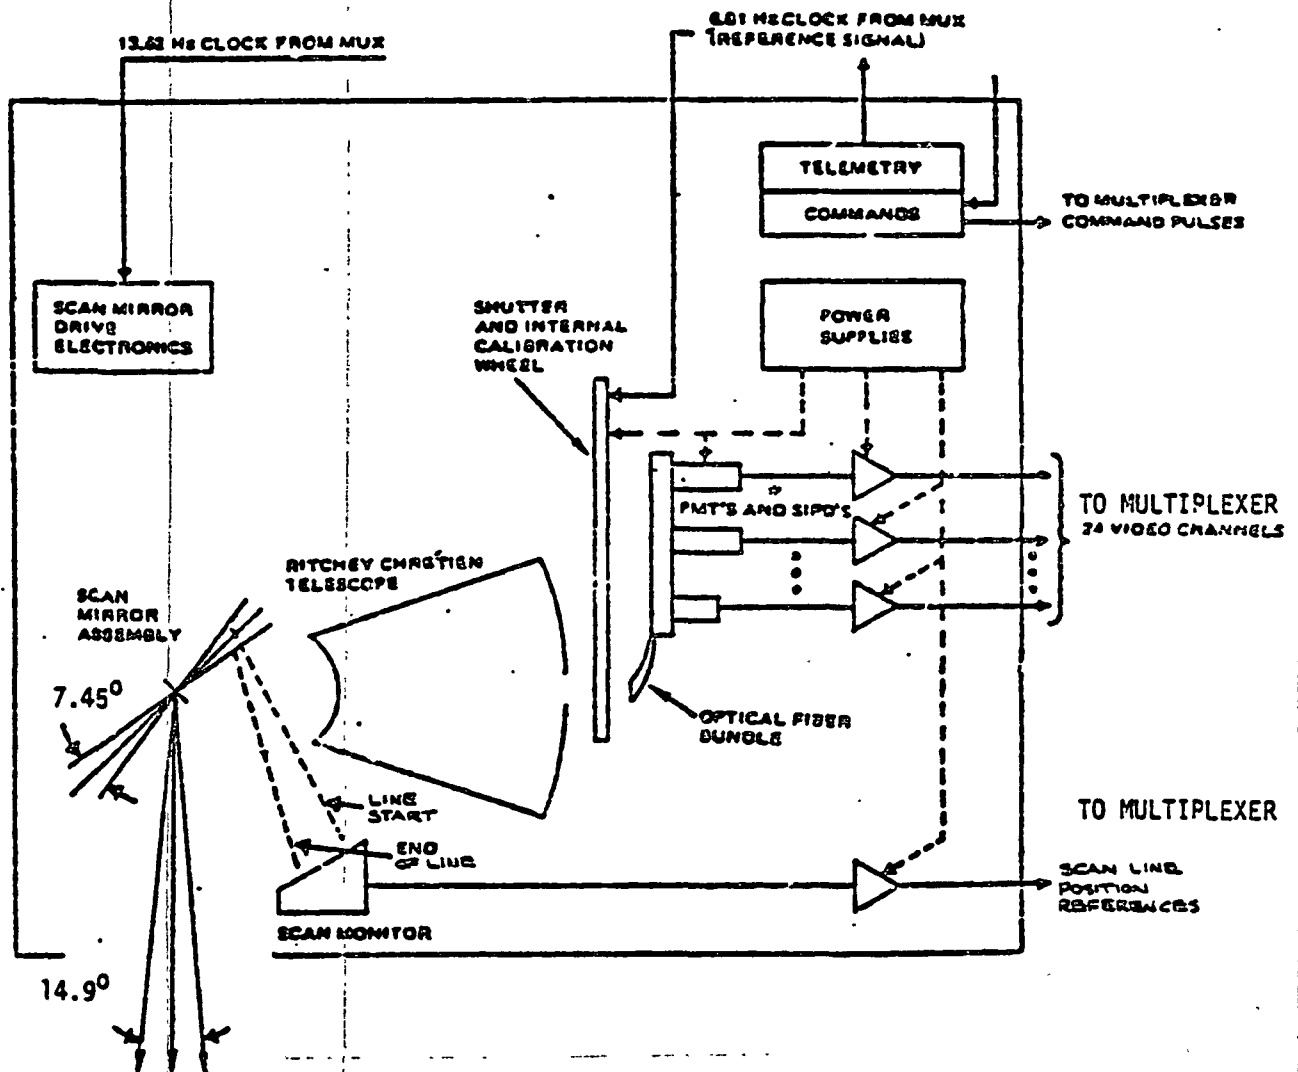 13.62 Hz CLOCK FROM MUX
6.81 Hz CLOCK FROM MUX
(REFERENCE SIGNAL)
TELEMETRY
COMMANDS
TO MULTIPLEXER
COMMAND PULSES
SCAN MIRROR
DRIVE
ELECTRONICS
SHUTTER
AND INTERNAL
CALIBRATION
WHEEL
POWER
SUPPLIES
PMT'S AND SIPD'S
TO MULTIPLEXER
24 VIDEO CHANNELS
RITCHEY CHRETIEN
TELESCOPE
SCAN
MIRROR
ASSEMBLY
7.45°
OPTICAL FIBER
BUNDLE
LINE
START
END
OF LINE
TO MULTIPLEXER
SCAN LINE
POSITION
REFERENCES
SCAN MONITOR
14.9°